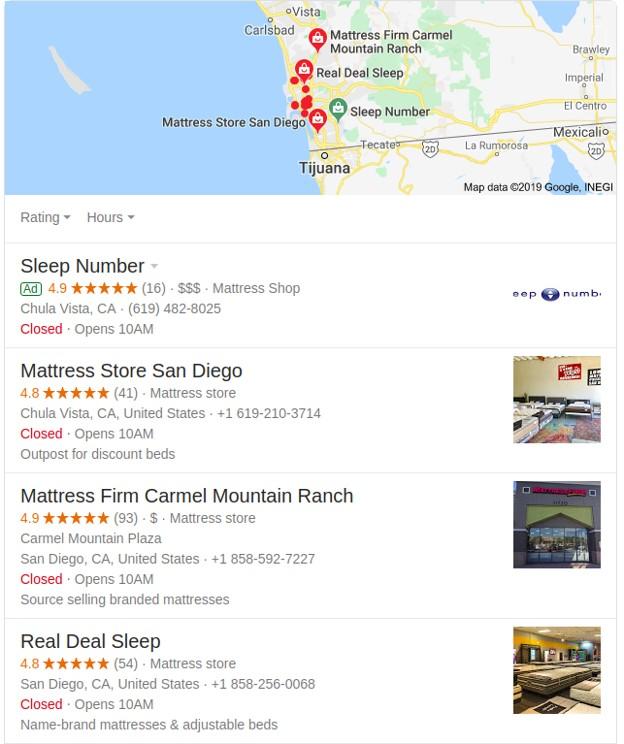 Vista
Carlsbad
Mattress Firm Carmel
Mountain Ranch
Brawley
Real Deal Sleep
Imperial
El Centro
Sleep Number
Mattress Store San Diego
Mexicali
Tecate
La Rumorosa
2D
2D
Tijuana
Map data ©2019 Google, INEGI
Rating Hours
Sleep Number
Ad 4.9 ★★★★★ (16) · $$$ · Mattress Shop
Chula Vista, CA · (619) 482-8025
Closed · Opens 10AM
eep numb
Mattress Store San Diego
4.8 ★★★★★ (41) · Mattress store
Chula Vista, CA, United States · +1 619-210-3714
Closed · Opens 10AM
Outpost for discount beds
Mattress Firm Carmel Mountain Ranch
4.9 ★★★★★ (93) · $ · Mattress store
Carmel Mountain Plaza
San Diego, CA, United States · +1 858-592-7227
Closed · Opens 10AM
Source selling branded mattresses
Real Deal Sleep
4.8 ★★★★★ (54) · Mattress store
San Diego, CA, United States · +1 858-256-0068
Closed · Opens 10AM
Name-brand mattresses & adjustable beds